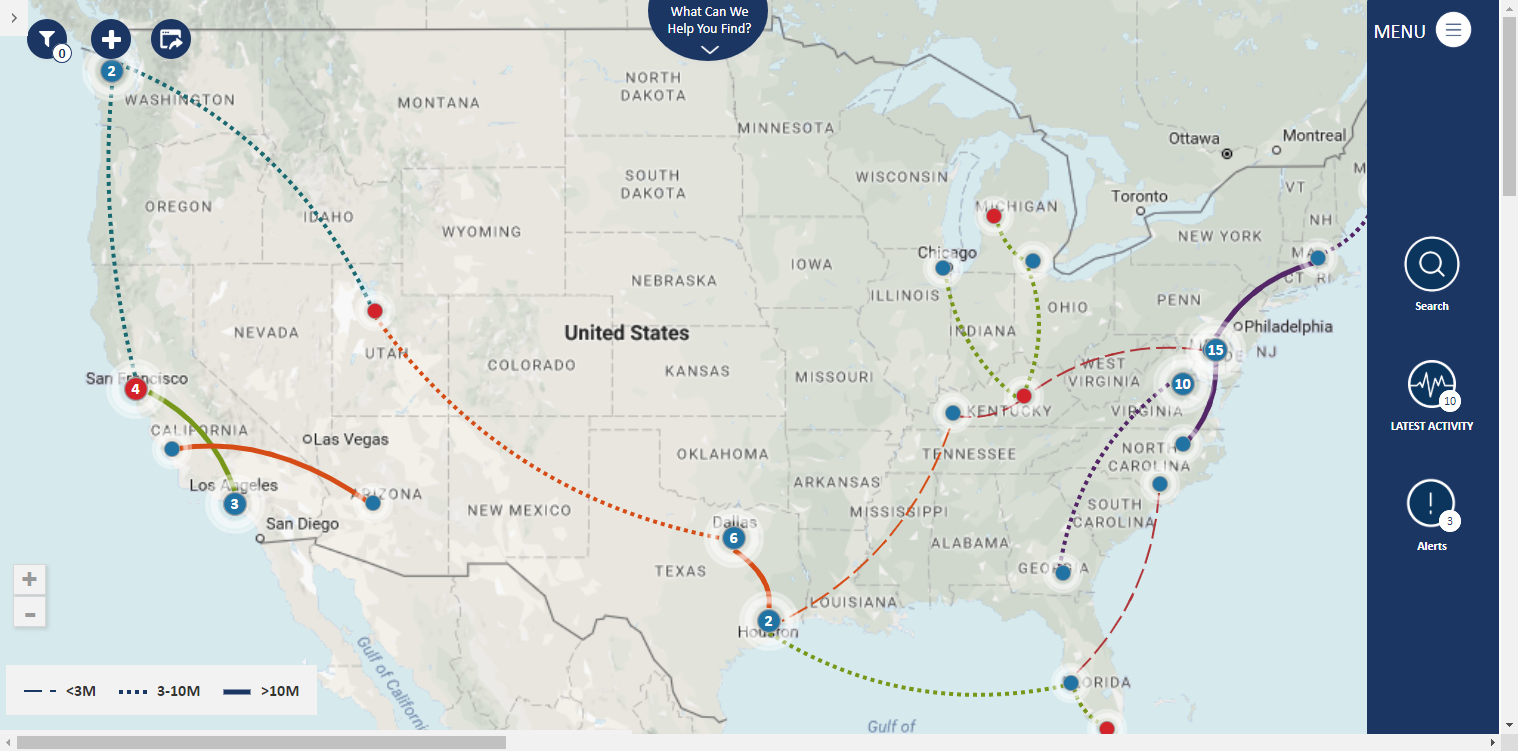 What Can We
Help You Find?
MENU
0
2
WASHINGTON
MONTANA
NORTH
DAKOTA
MINNESOTA
Ottawa
Montreal
OREGON
IDAHO
SOUTH
DAKOTA
WISCONSIN
MICHIGAN
Toronto
VT
NH
WYOMING
NEW YORK
Chicago
IOWA
NEBRASKA
ILLINOIS
CT
RI
PENN
OHIO
NEVADA
UTAH
United States
INDIANA
Philadelphia
COLORADO
KANSAS
MISSOURI
WEST
VIRGINIA
15
DE
NJ
San Francisco
4
10
KENTUCKY
VIRGINIA
CALIFORNIA
Las Vegas
OKLAHOMA
TENNESSEE
NORTH
CAROLINA
Los Angeles
3
ARIZONA
NEW MEXICO
ARKANSAS
MISSISSIPPI
SOUTH
CAROLINA
San Diego
Dallas
6
ALABAMA
TEXAS
GEORGIA
LOUISIANA
2
Houston
FLORIDA
Gulf of California
Gulf of
+
-
<3M
3-10M
>10M
Search
10
LATEST ACTIVITY
3
Alerts